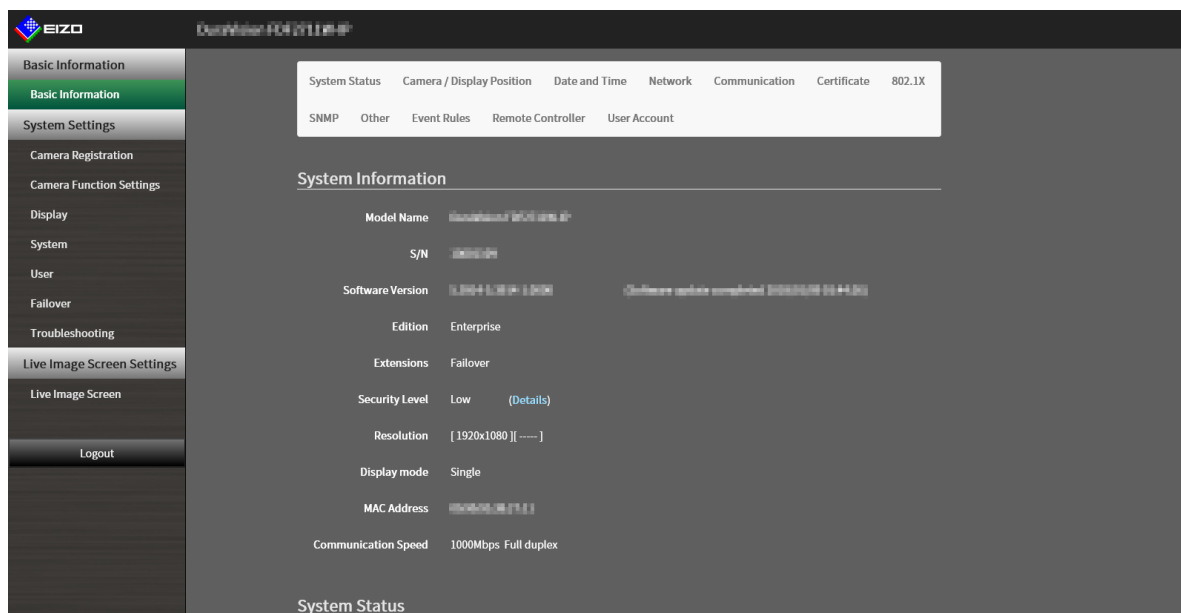 EIZO
Basic Information
Basic Information
System Settings
Camera Registration
Camera Function Settings
Display
System
User
Failover
Troubleshooting
Live Image Screen Settings
Live Image Screen
Logout
System Status Camera / Display Position Date and Time Network Communication Certificate 802.1X
SNMP Other Event Rules Remote Controller User Account
System Information
Model Name
S/N
Software Version
Edition Enterprise
Extensions Failover
Security Level Low (Details)
Resolution [ 1920x1080 ][ ----- ]
Display mode Single
MAC Address
Communication Speed 1000Mbps Full duplex
System Status